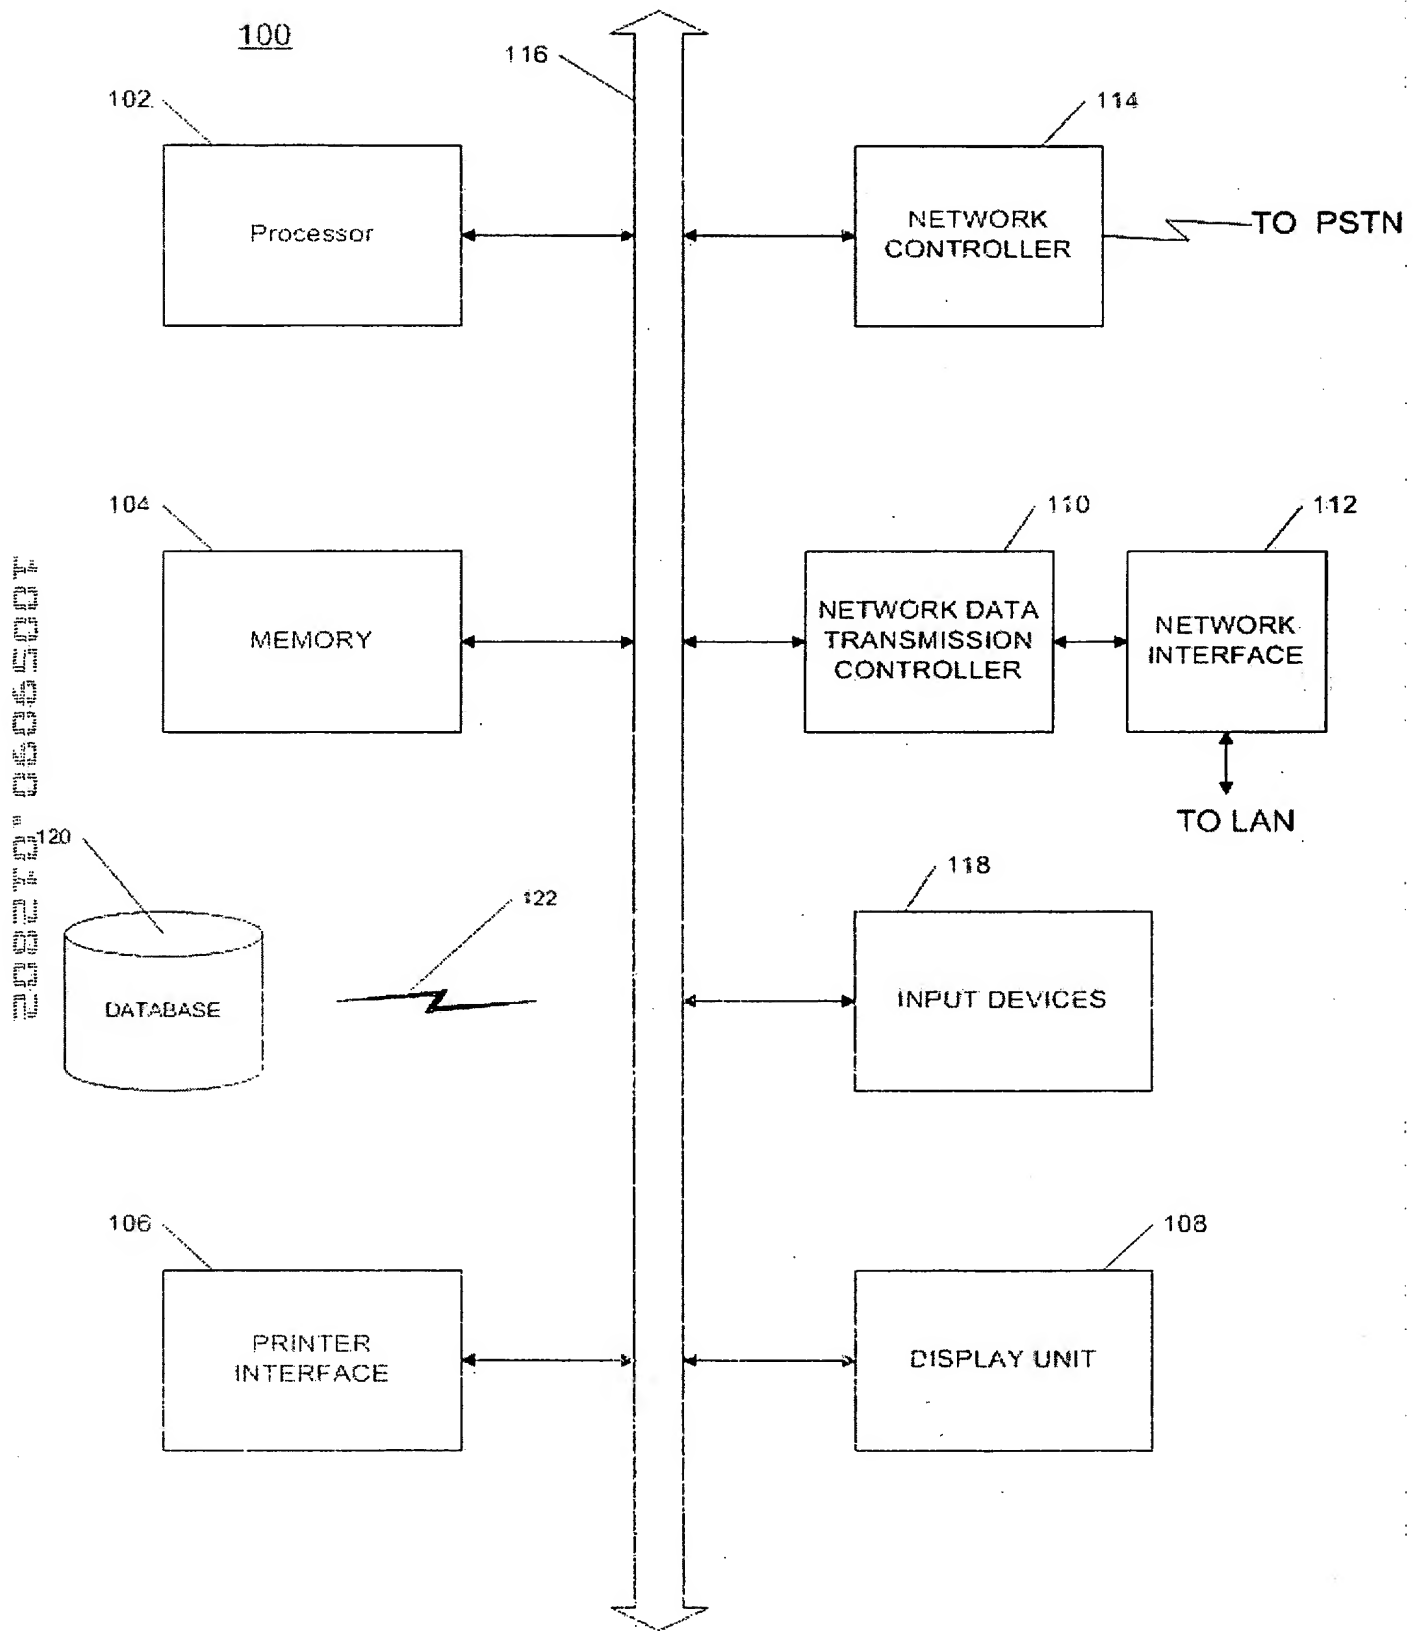 100
116
102
114
Processor
NETWORK
CONTROLLER
TO PSTN
104
110
112
MEMORY
NETWORK DATA
TRANSMISSION
CONTROLLER
NETWORK
INTERFACE
TO LAN
120
122
118
DATABASE
INPUT DEVICES
106
108
PRINTER
INTERFACE
DISPLAY UNIT